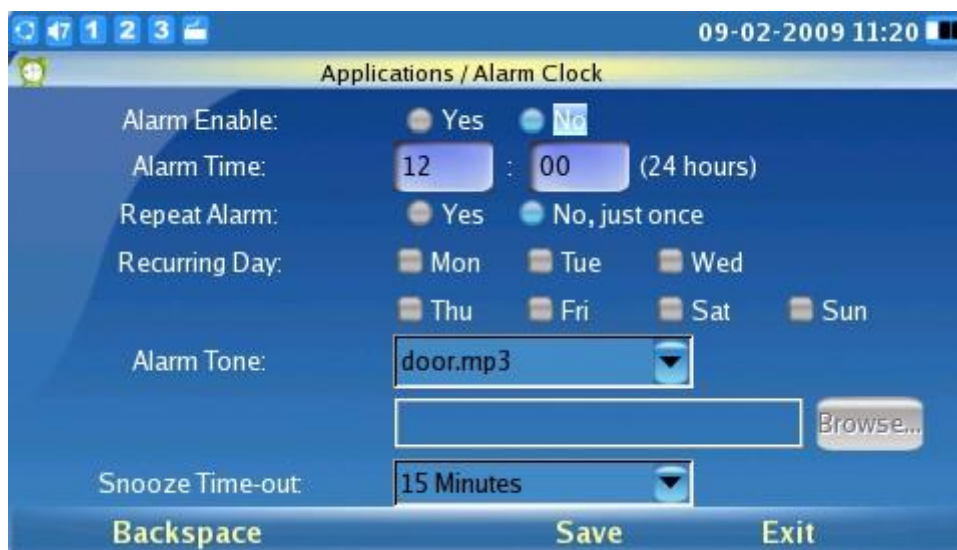 7 1 2 3 09-02-2009 11:20
Applications / Alarm Clock
Alarm Enable: Yes No
Alarm Time: 12 : 00 (24 hours)
Repeat Alarm: Yes No, just once
Recurring Day: Mon Tue Wed
Thu Fri Sat Sun
Alarm Tone: door.mp3
Browse...
Snooze Time-out: 15 Minutes
Backspace Save Exit